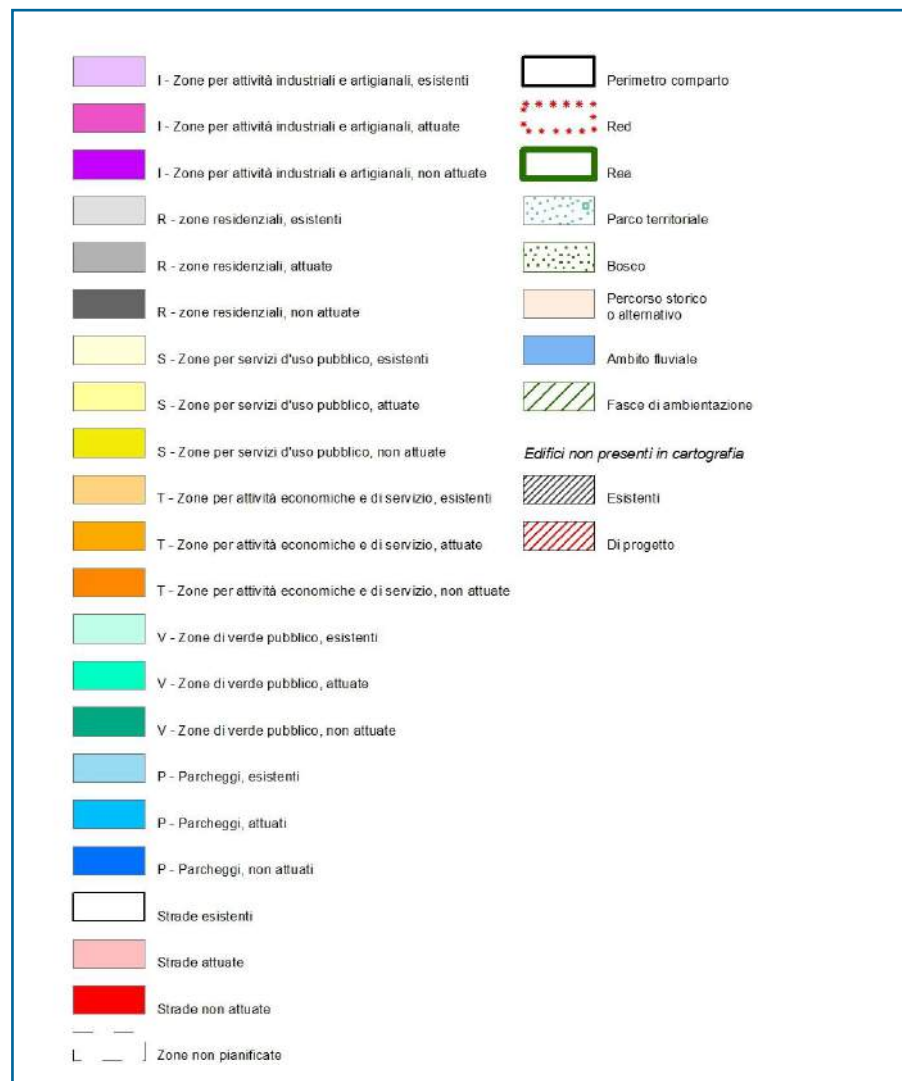 I - Zone per attività industriali e artigianali, esistenti
I - Zone per attività industriali e artigianali, attuate
I - Zone per attività industriali e artigianali, non attuate
R - zone residenziali, esistenti
R - zone residenziali, attuate
R - zone residenziali, non attuate
S - Zone per servizi d'uso pubblico, esistenti
S - Zone per servizi d'uso pubblico, attuate
S - Zone per servizi d'uso pubblico, non attuate
T - Zone per attività economiche e di servizio, esistenti
T - Zone per attività economiche e di servizio, attuate
T - Zone per attività economiche e di servizio, non attuate
V - Zone di verde pubblico, esistenti
V - Zone di verde pubblico, attuate
V - Zone di verde pubblico, non attuate
P - Parcheggi, esistenti
P - Parcheggi, attuati
P - Parcheggi, non attuati
Strade esistenti
Strade attuate
Strade non attuate
Zone non pianificate
Perimetro comparto
Red
Rea
Parco territoriale
Bosco
Percorso storico
o alternativo
Ambito fluviale
Fasce di ambientazione
Edifici non presenti in cartografia
Esistenti
Di progetto